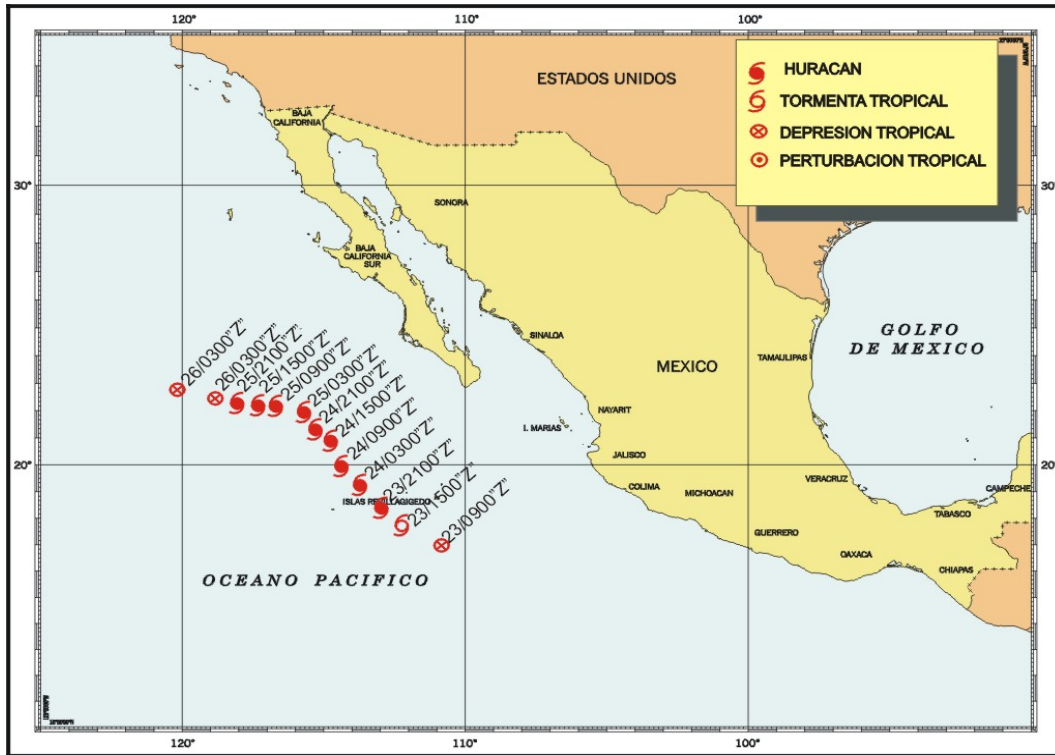 120°
110°
100°
ESTADOS UNIDOS
HURACAN
TORMENTA TROPICAL
DEPRESION TROPICAL
PERTURBACION TROPICAL
BAJA
CALIFORNIA
30°
30°
SONORA
BAJA
CALIFORNIA
SUR
GOLFO
DE MEXICO
SINALOA
MEXICO
TAMAULIPAS
26/0300"Z"
26/0300"Z"
25/2100"Z"
25/1500"Z"
25/0900"Z"
25/0300"Z"
24/2100"Z"
24/1500"Z"
24/0900"Z"
24/0300"Z"
23/2100"Z"
23/1500"Z"
23/0900"Z"
NAYARIT
I. MARIAS
JALISCO
20°
20°
COLIMA
MICHOACAN
VERACRUZ
CAMPECHE
ISLAS REVILLAGIGEDO
TABASCO
GUERRERO
OAXACA
CHIAPAS
OCEANO PACIFICO
120°
110°
100°